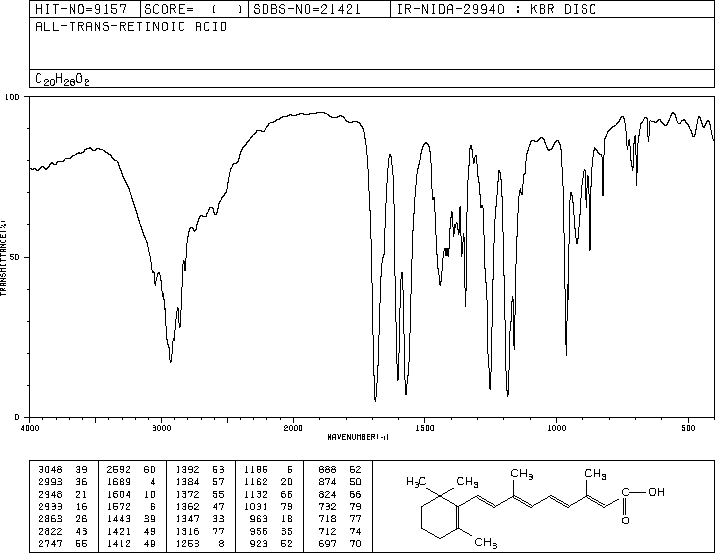 HIT-NO=9157 SCORE= ( ) SDBS-NO=21421 IR-NIDA-29940 : KBR DISC
ALL-TRANS-RETINOIC ACID
C20H28O2
100
50
0
TRANSMITTANCE(%)
4000 3000 2000 1500 1000 500
WAVENUMBER(-1)
3048 39 2592 60 1392 53 1186 6 888 62
2993 36 1689 4 1384 57 1162 20 874 50
2948 21 1604 10 1372 55 1132 66 824 66
2933 16 1572 6 1362 47 1031 79 732 79
2863 26 1443 39 1347 33 963 18 718 77
2822 43 1421 49 1316 77 956 35 712 74
2747 55 1412 49 1253 8 923 52 697 70
H3C CH3 CH3 CH3 O
C OH
CH3 O